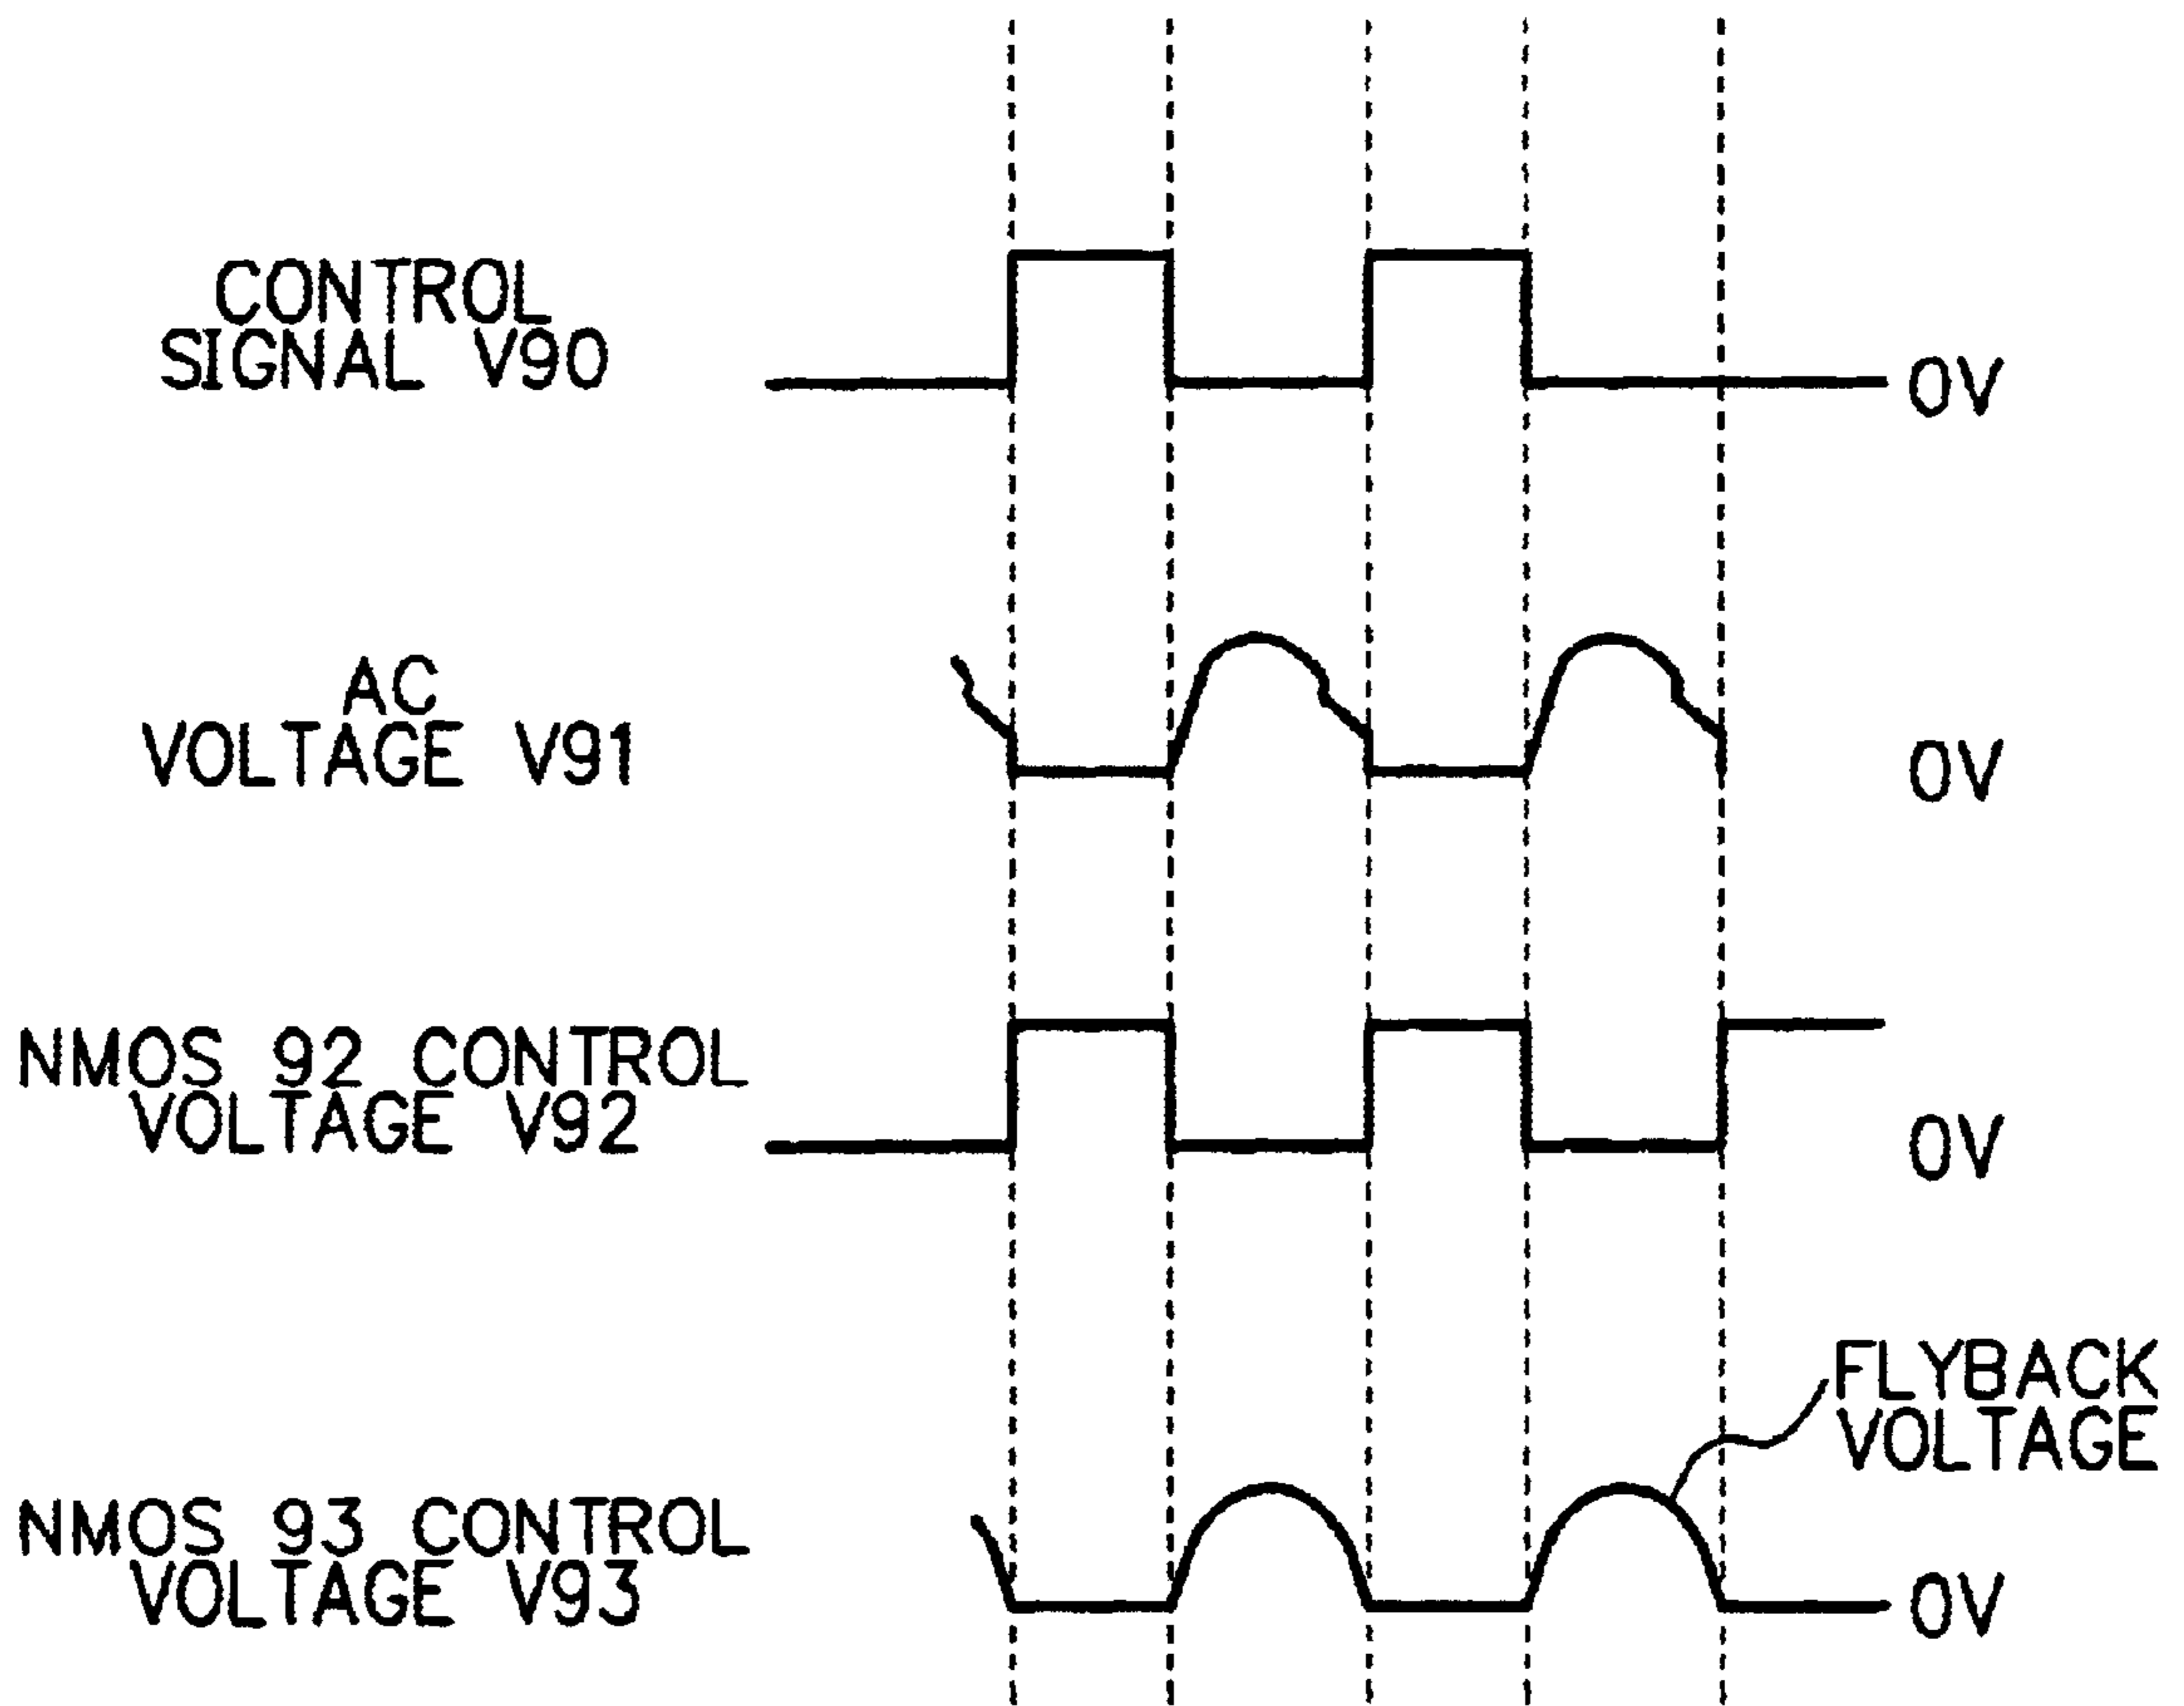 CONTROL
SIGNAL V90
0V
AC
VOLTAGE V91
0V
NMOS 92 CONTROL
VOLTAGE V92
0V
FLYBACK
VOLTAGE
NMOS 93 CONTROL
VOLTAGE V93
0V